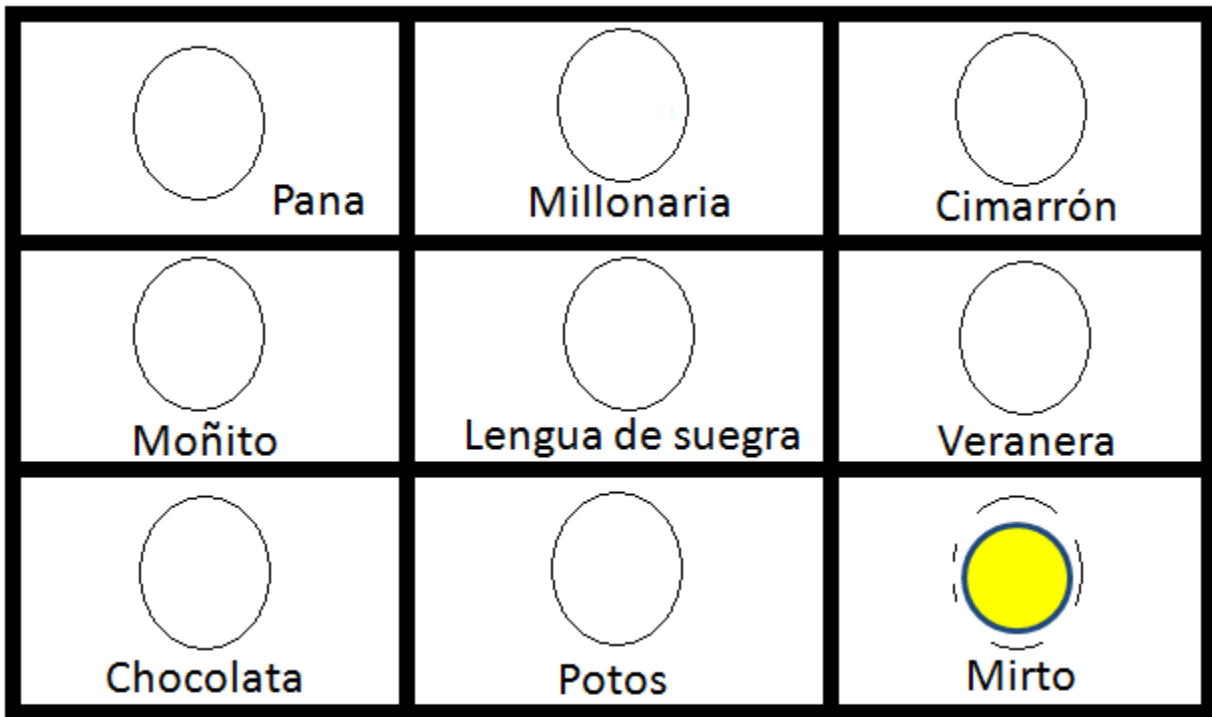 Pana
Millonaria
Cimarrón
Moñito
Lengua de suegra
Veranera
Chocolata
Potos
Mirto